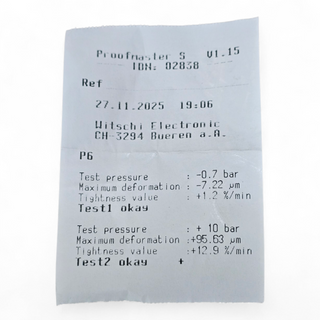 Proofmaster S V1.15
IDN: 02838
Ref
27.11.2025 19:06
Witschi Electronic
CH-3294 Bueren a.A.
P6
Test pressure : -0.7 bar
Maximum deformation : -7.22 µm
Tightness value : +1.2 %/min
Test1 okay
Test pressure : + 10 bar
Maximum deformation :+95.63 µm
Tightness value :+12.9 %/min
Test2 okay +